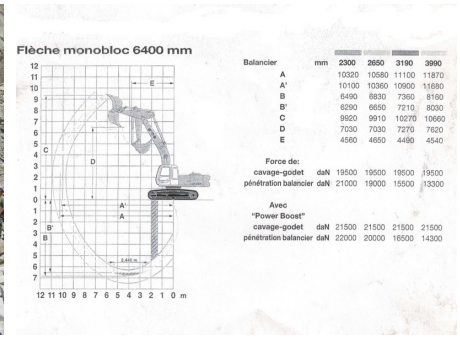 Flèche monobloc 6400 mm
Balancier mm 2300 2650 3190 3990
A 10320 10580 11100 11870
A' 10100 10360 10900 11680
B 6490 6830 7360 8160
B' 6290 6650 7210 8030
C 9920 9910 10270 10660
D 7030 7030 7270 7620
E 4560 4650 4490 4540
Force de:
cavage-godet daN 19500 19500 19500 19500
pénétration balancier daN 21000 19000 15500 13300
Avec
"Power Boost"
cavage-godet daN 21500 21500 21500 21500
pénétration balancier daN 22000 20000 16500 14300
12
11
10
9
8
7
6
5
4
3
2
1
0
1
2
3
4
5
6
7
E
C
D
A'
A
B'
B
2.440 m
12 11 10 9 8 7 6 5 4 3 2 1 0 m